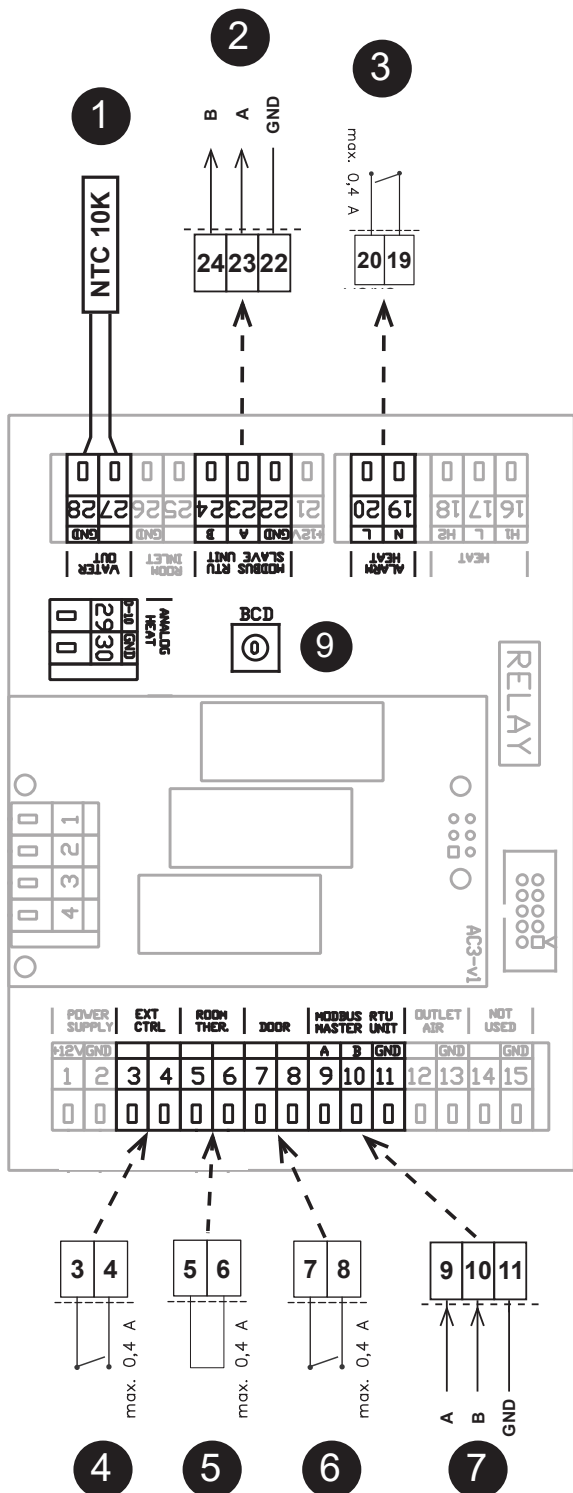 2
3
1
B
A
GND
max. 0,4 A
NTC 10K
24 23 22
20 19
28 27 26 25 24 23 22 21
20 19 18 17 16
GND GND B A GND +12V
L N H2 L H1
WATER OUT
ROOM INLET
MODBUS RTU
SLAVE UNIT
ALARM HEAT
HEAT
0-10 GND
29 30
ANALOG HEAT
BCD
0
9
RELAY
1
2
3
4
AC3-v1
POWER SUPPLY
EXT CTRL
ROOM THER.
DOOR
MODBUS RTU
MASTER UNIT
OUTLET AIR
NOT USED
+12V GND A B GND GND GND
1 2 3 4 5 6 7 8 9 10 11 12 13 14 15
3 4
5 6
7 8
9 10 11
max. 0,4 A
max. 0,4 A
max. 0,4 A
A
B
GND
4
5
6
7